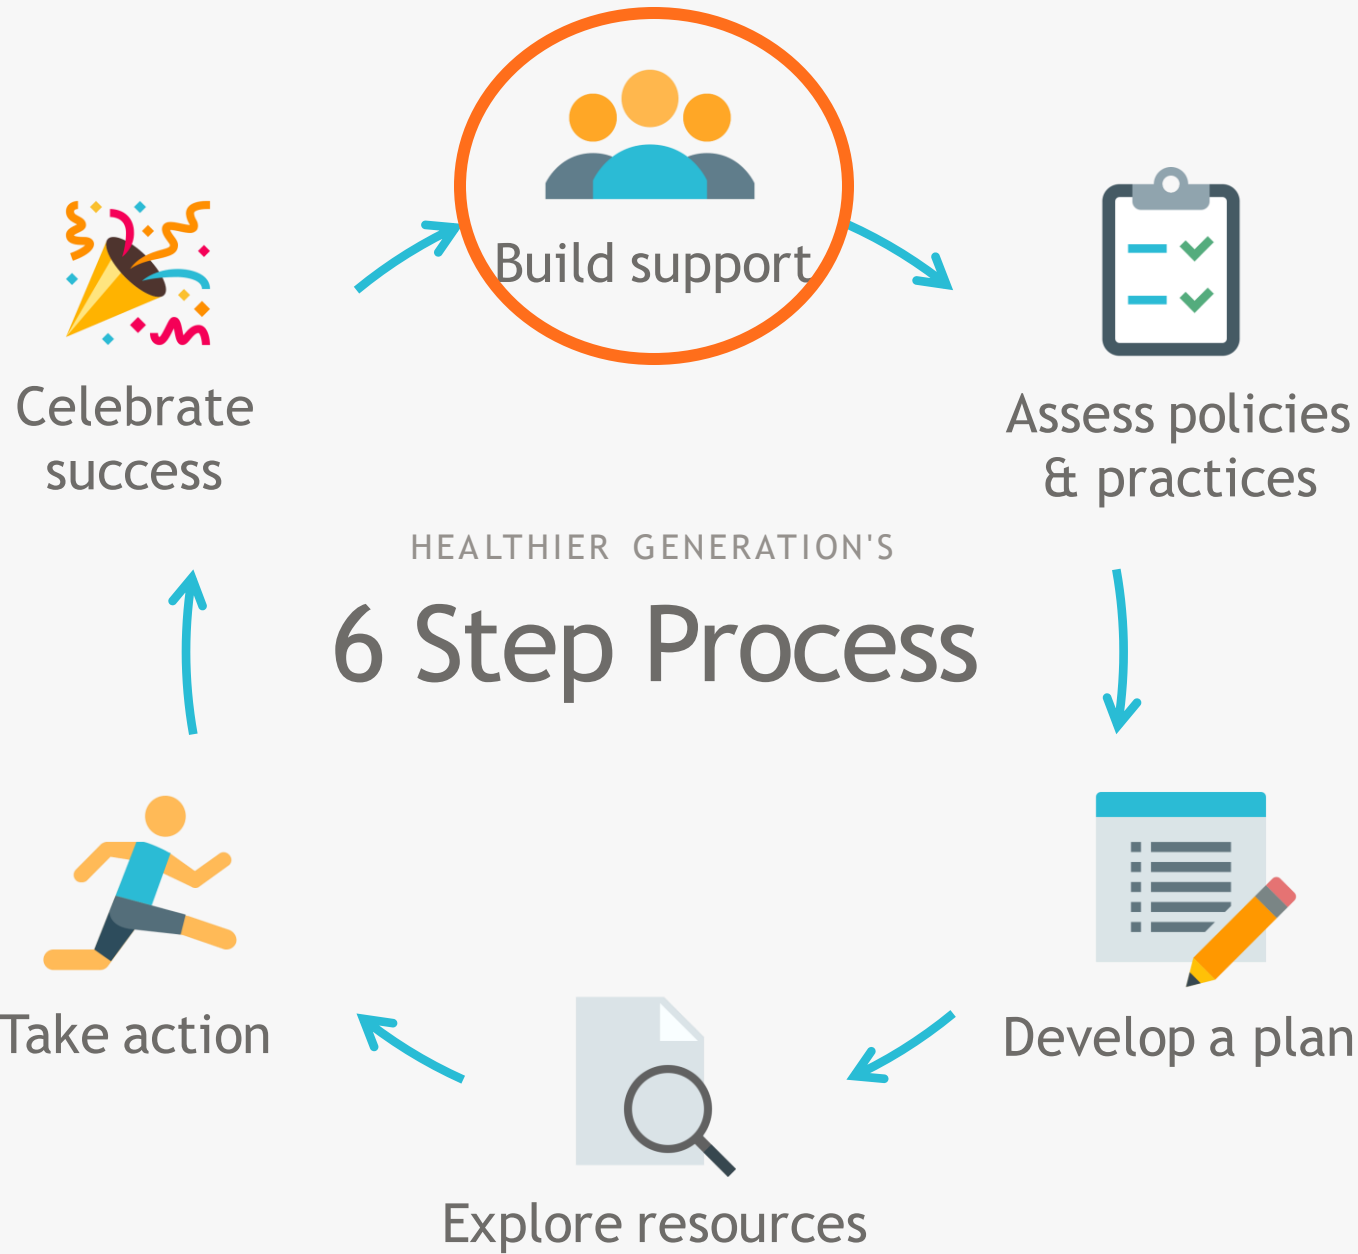 Build support
Assess policies
& practices
Develop a plan
Explore resources
Take action
Celebrate
success
HEALTHIER GENERATION'S
6 Step Process